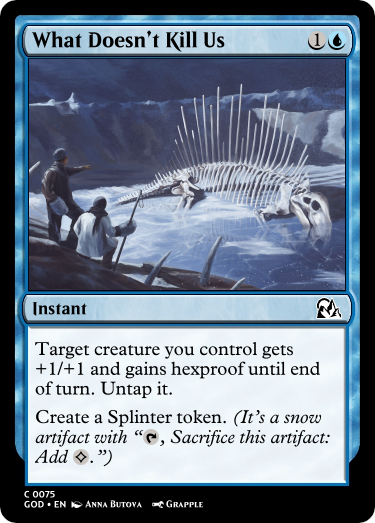 What Doesn't Kill Us 1
Instant
Target creature you control gets
+1/+1 and gains hexproof until end
of turn. Untap it.
Create a Splinter token. (It's a snow
artifact with “, Sacrifice this artifact:
Add .”)
C 0075
GOD • EN Anna Butova Grapple